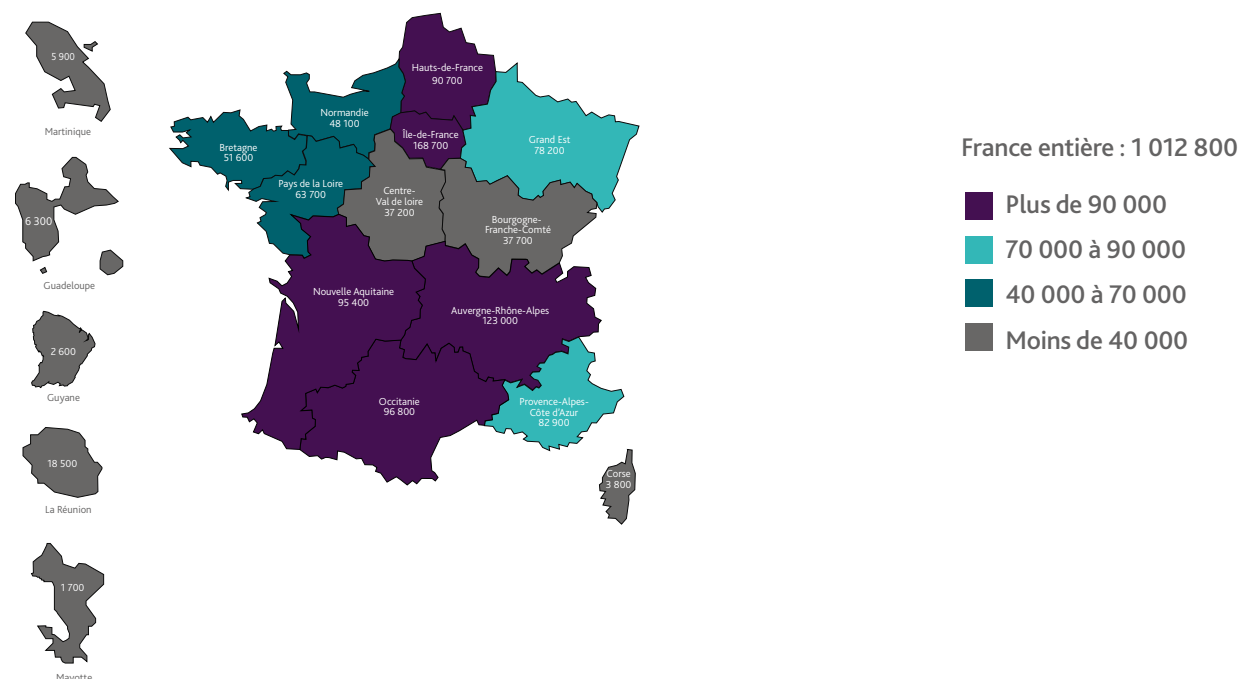 5 900
Martinique
6 300
Guadeloupe
2 600
Guyane
18 500
La Réunion
1 700
Mayotte
Hauts-de-France
90 700
Normandie
48 100
Île-de-France
168 700
Grand Est
78 200
Bretagne
51 600
Pays de la Loire
63 700
Centre-
Val de loire
37 200
Bourgogne-
Franche-Comté
37 700
Nouvelle Aquitaine
95 400
Auvergne-Rhône-Alpes
123 000
Occitanie
96 800
Provence-Alpes-
Côte d'Azur
82 900
Corse
3 800
France entière : 1 012 800
Plus de 90 000
70 000 à 90 000
40 000 à 70 000
Moins de 40 000